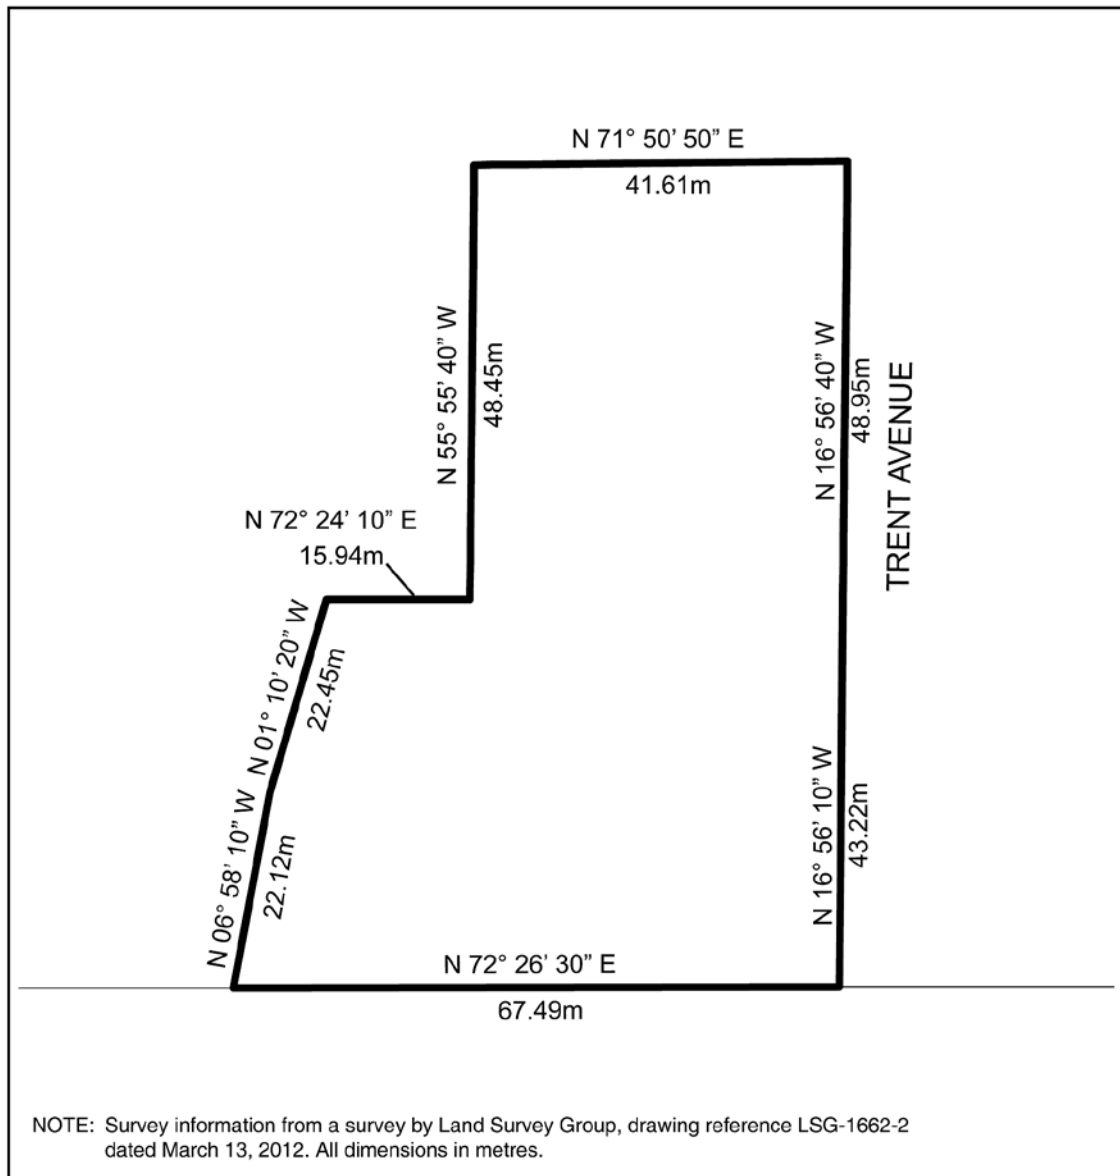 N 71° 50’ 50” E
41.61m
N 55° 55’ 40” W
48.45m
N 16° 56’ 40” W
48.95m
TRENT AVENUE
N 72° 24’ 10” E
15.94m
N 01° 10’ 20” W
22.45m
N 06° 58’ 10” W
22.12m
N 16° 56’ 10” W
43.22m
N 72° 26’ 30” E
67.49m
NOTE: Survey information from a survey by Land Survey Group, drawing reference LSG-1662-2
dated March 13, 2012. All dimensions in metres.